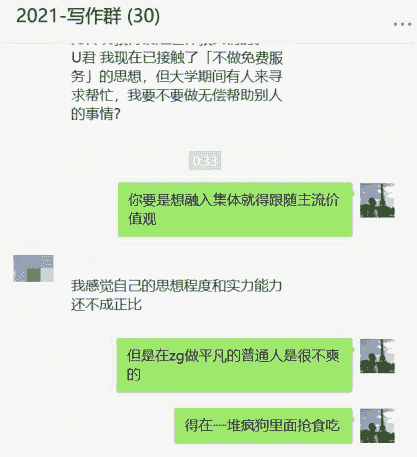 2021-写作群 (30)
U君 我现在已接触了「不做免费服
务」的思想，但大学期间有人来寻
求帮忙，我要不要做无偿帮助别人
的事情？
你要是想融入集体就得跟随主流价
值观
我感觉自己的思想程度和实力能力
还不成正比
但是在zg做平凡的普通人是很不爽
的
得在一堆疯狗里面抢食吃